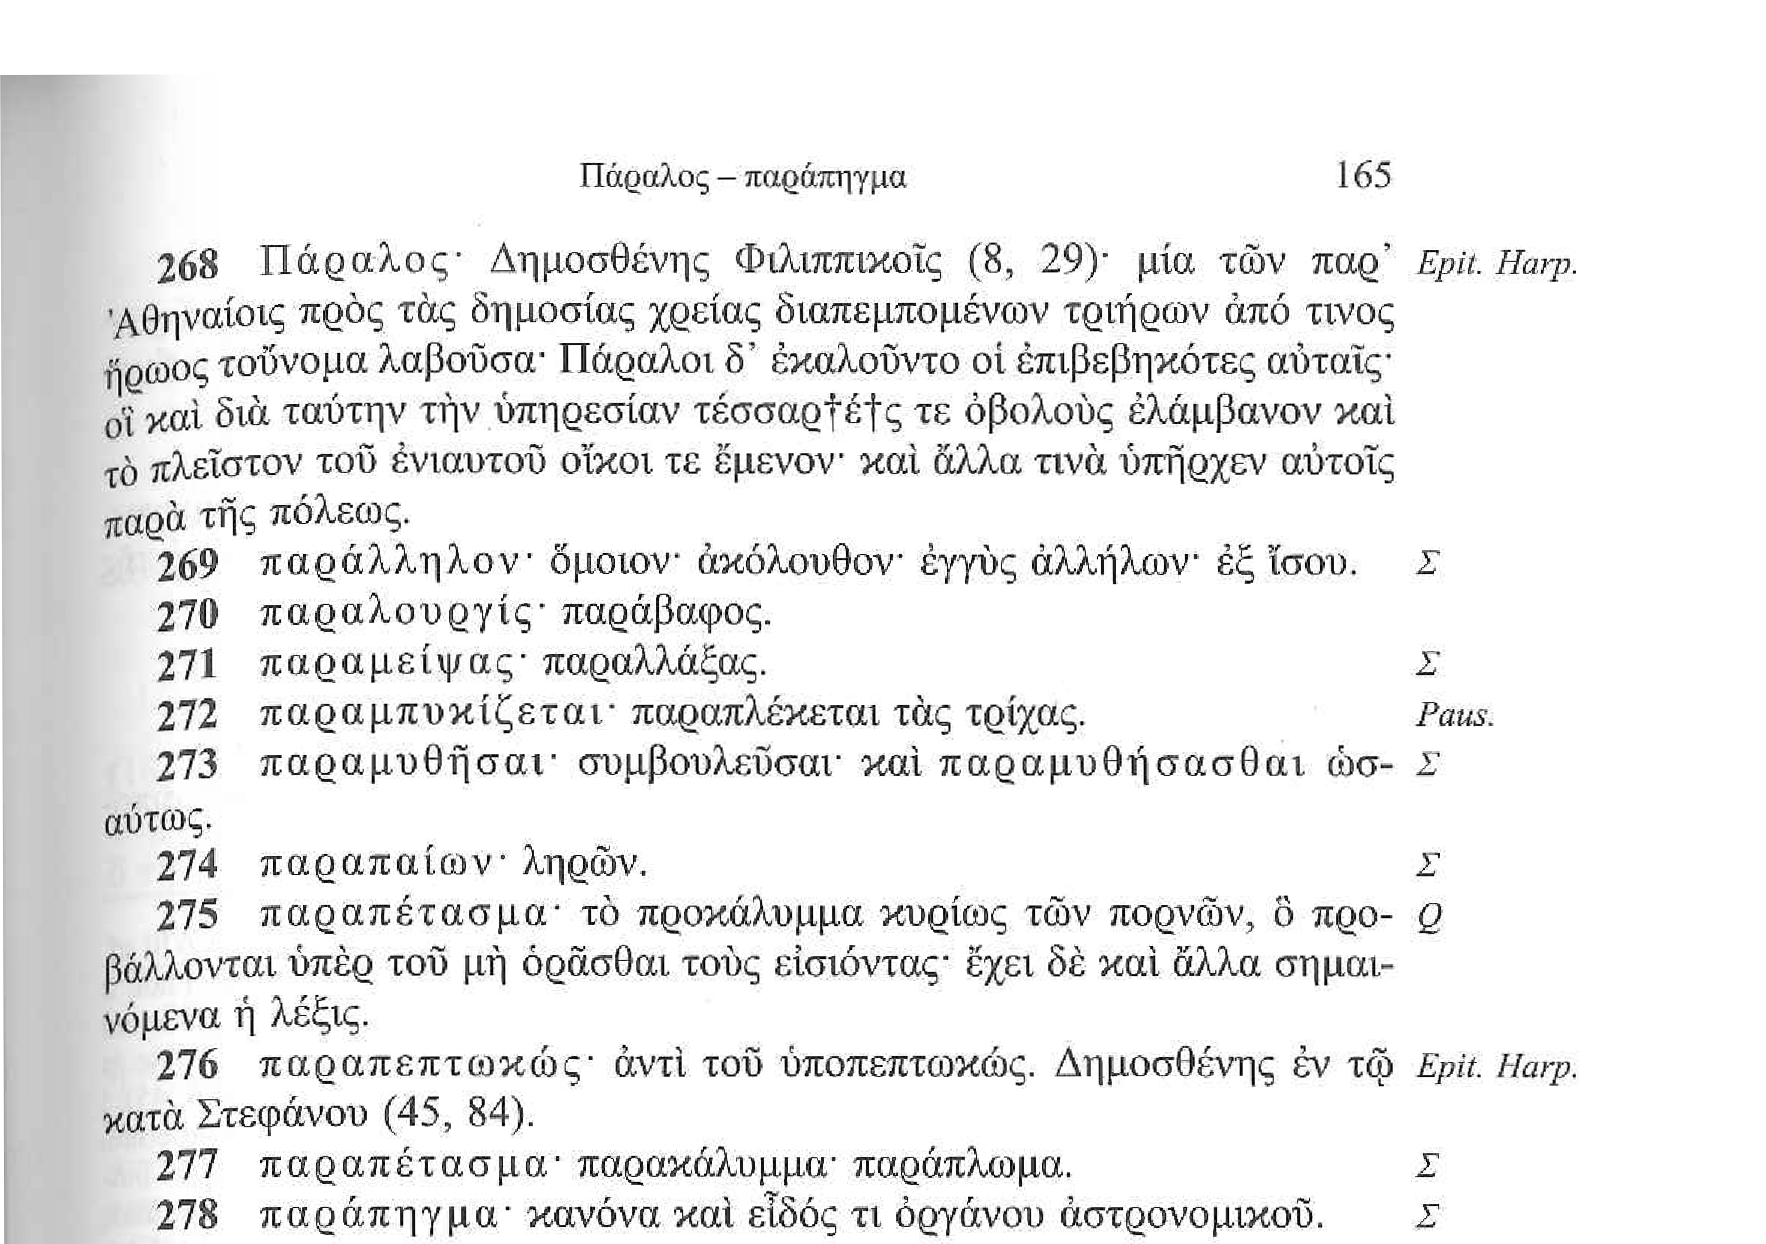 Πάραλος – παράπηγμα 165
268 Πάραλος· Δημοσθένης Φιλιππικοῖς (8, 29)· μία τῶν παρ’ Epit. Harp.
Ἀθηναίοις πρὸς τὰς δημοσίας χρείας διαπεμπομένων τριήρων ἀπό τινος
ἥρωος τοὔνομα λαβοῦσα· Πάραλοι δ’ ἐκαλοῦντο οἱ ἐπιβεβηκότες αὐταῖς·
οἳ καὶ διὰ ταύτην τὴν ὑπηρεσίαν τέσσαρ†έ†ς τε ὀβολοὺς ἐλάμβανον καὶ
τὸ πλεῖστον τοῦ ἐνιαυτοῦ οἴκοι τε ἔμενον· καὶ ἄλλα τινὰ ὑπῆρχεν αὐτοῖς
παρὰ τῆς πόλεως.
269 παράλληλον· ὅμοιον· ἀκόλουθον· ἐγγὺς ἀλλήλων· ἐξ ἴσου. Σ
270 παραλουργίς· παράβαφος.
271 παραμείψας· παραλλάξας. Σ
272 παραμπυκίζεται· παραπλέκεται τὰς τρίχας. Paus.
273 παραμυθῆσαι· συμβουλεῦσαι· καὶ παραμυθήσασθαι ὡσ- Σ
αύτως.
274 παραπαίων· ληρῶν. Σ
275 παραπέτασμα· τὸ προκάλυμμα κυρίως τῶν πορνῶν, ὃ προ- Q
βάλλονται ὑπὲρ τοῦ μὴ ὁρᾶσθαι τοὺς εἰσιόντας· ἔχει δὲ καὶ ἄλλα σημαι-
νόμενα ἡ λέξις.
276 παραπεπτωκώς· ἀντὶ τοῦ ὑποπεπτωκώς. Δημοσθένης ἐν τῷ Epit. Harp.
κατὰ Στεφάνου (45, 84).
277 παραπέτασμα· παρακάλυμμα· παράπλωμα. Σ
278 παράπηγμα· κανόνα καὶ εἶδός τι ὀργάνου ἀστρονομικοῦ. Σ